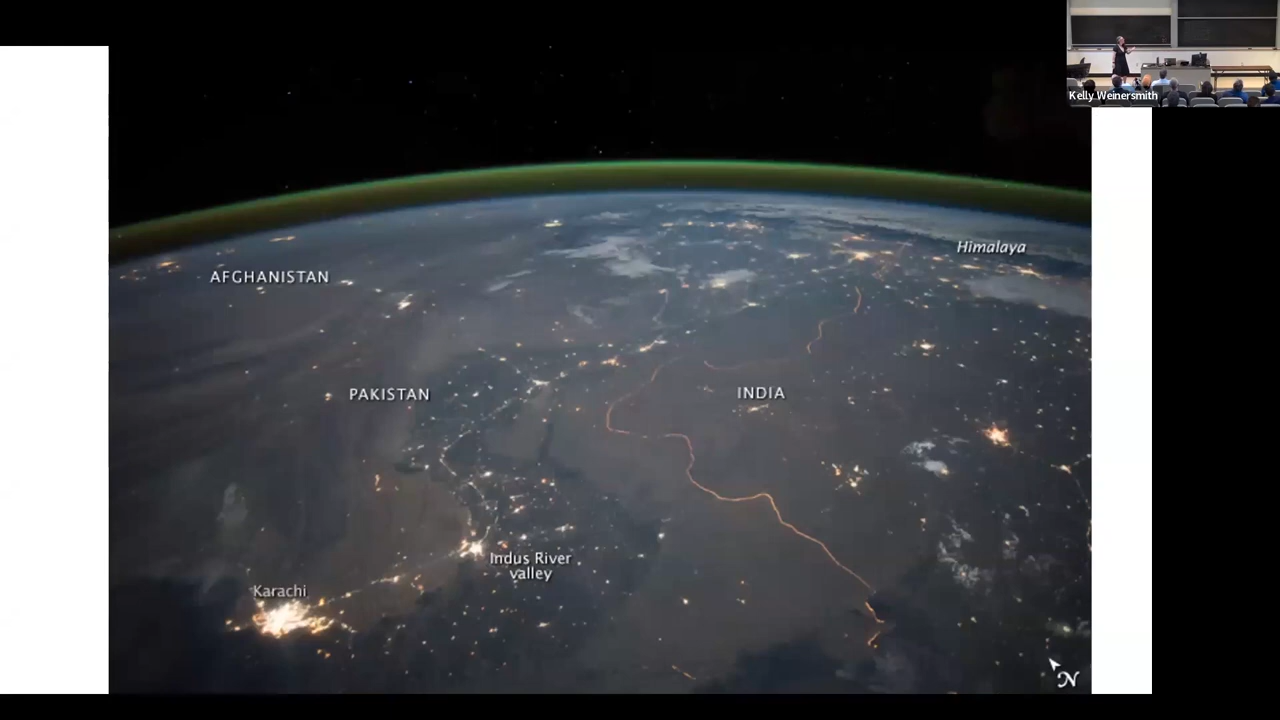 Kelly Weinersmith
Himalaya
AFGHANISTAN
PAKISTAN
INDIA
Indus River
valley
Karachi
N